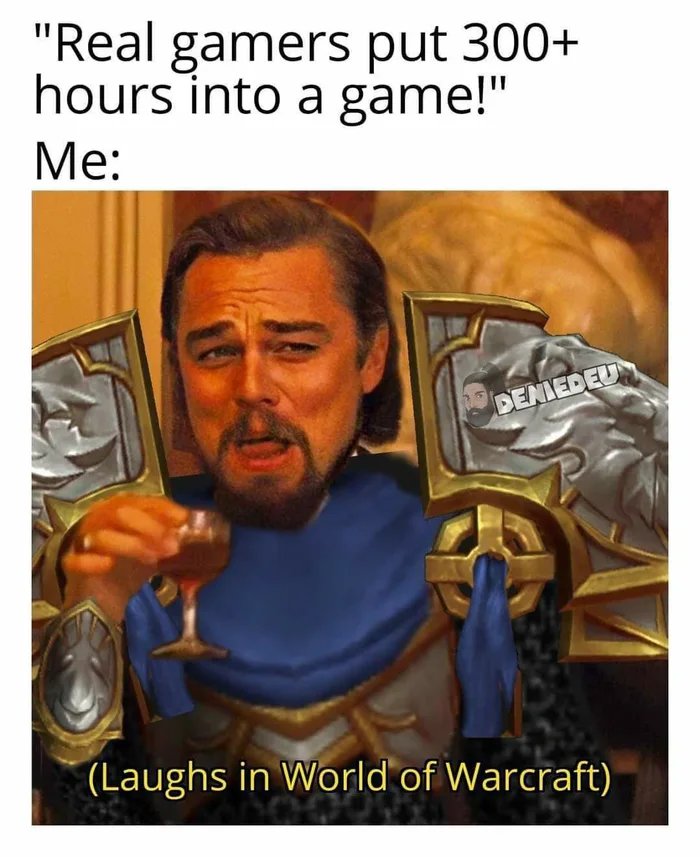 "Real gamers put 300+
hours into a game!"
Me:
DENIEDEU
(Laughs in World of Warcraft)